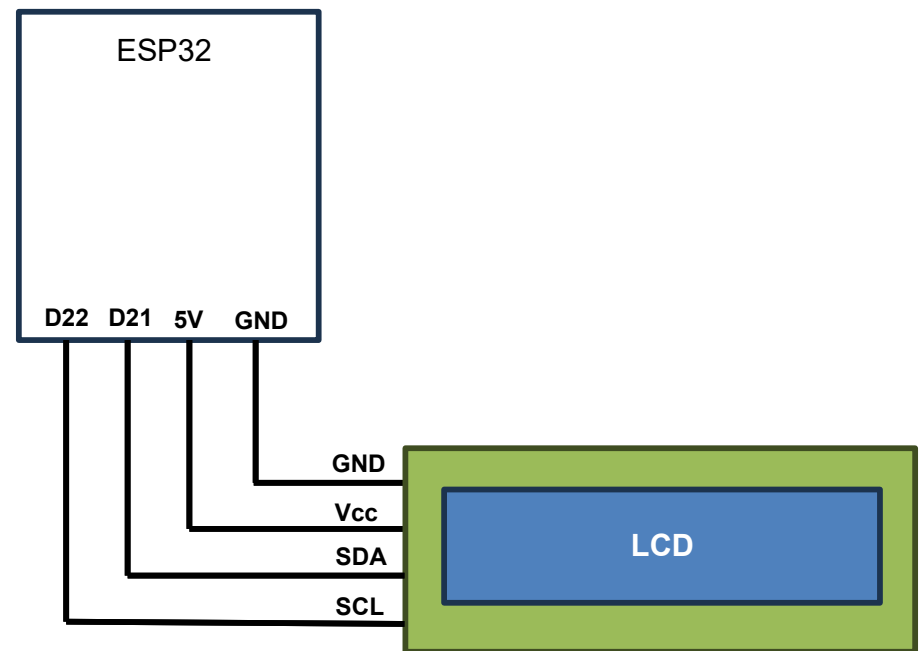 ESP32
D22 D21 5V GND
GND
Vcc
SDA
SCL
LCD